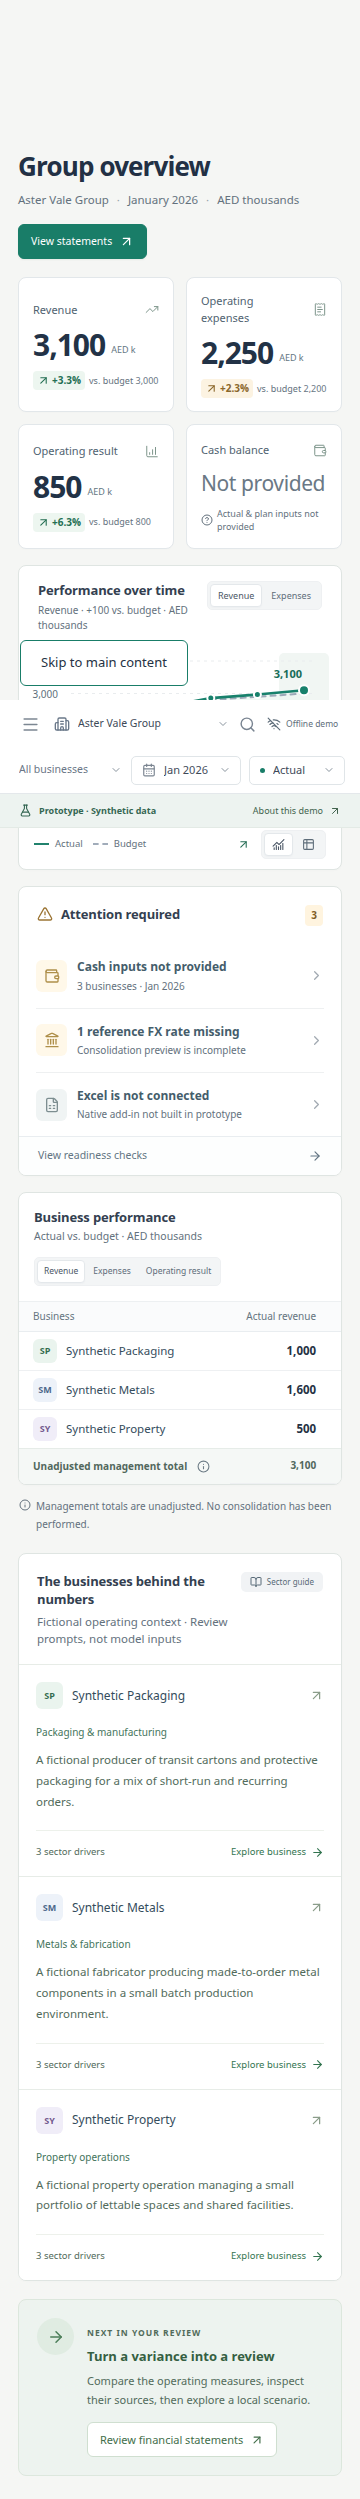 Group overview
Aster Vale Group · January 2026 · AED thousands
View statements
Revenue
3,100 AED k
+3.3% vs. budget 3,000
Operating
expenses
2,250 AED k
+2.3% vs. budget 2,200
Operating result
850 AED k
+6.3% vs. budget 800
Cash balance
Not provided
Actual & plan inputs not
provided
Performance over time
Revenue · +100 vs. budget · AED
thousands
Revenue Expenses
Skip to main content
3,100
3,000
Aster Vale Group
Offline demo
All businesses
Jan 2026
Actual
Prototype · Synthetic data
About this demo
Actual Budget
Attention required
3
Cash inputs not provided
3 businesses · Jan 2026
1 reference FX rate missing
Consolidation preview is incomplete
Excel is not connected
Native add-in not built in prototype
View readiness checks
Business performance
Actual vs. budget · AED thousands
Revenue Expenses Operating result
Business Actual revenue
SP Synthetic Packaging 1,000
SM Synthetic Metals 1,600
SY Synthetic Property 500
Unadjusted management total 3,100
Management totals are unadjusted. No consolidation has been
performed.
The businesses behind the
numbers
Sector guide
Fictional operating context · Review
prompts, not model inputs
SP Synthetic Packaging
Packaging & manufacturing
A fictional producer of transit cartons and protective
packaging for a mix of short-run and recurring
orders.
3 sector drivers Explore business
SM Synthetic Metals
Metals & fabrication
A fictional fabricator producing made-to-order metal
components in a small batch production
environment.
3 sector drivers Explore business
SY Synthetic Property
Property operations
A fictional property operation managing a small
portfolio of lettable spaces and shared facilities.
3 sector drivers Explore business
NEXT IN YOUR REVIEW
Turn a variance into a review
Compare the operating measures, inspect
their sources, then explore a local scenario.
Review financial statements